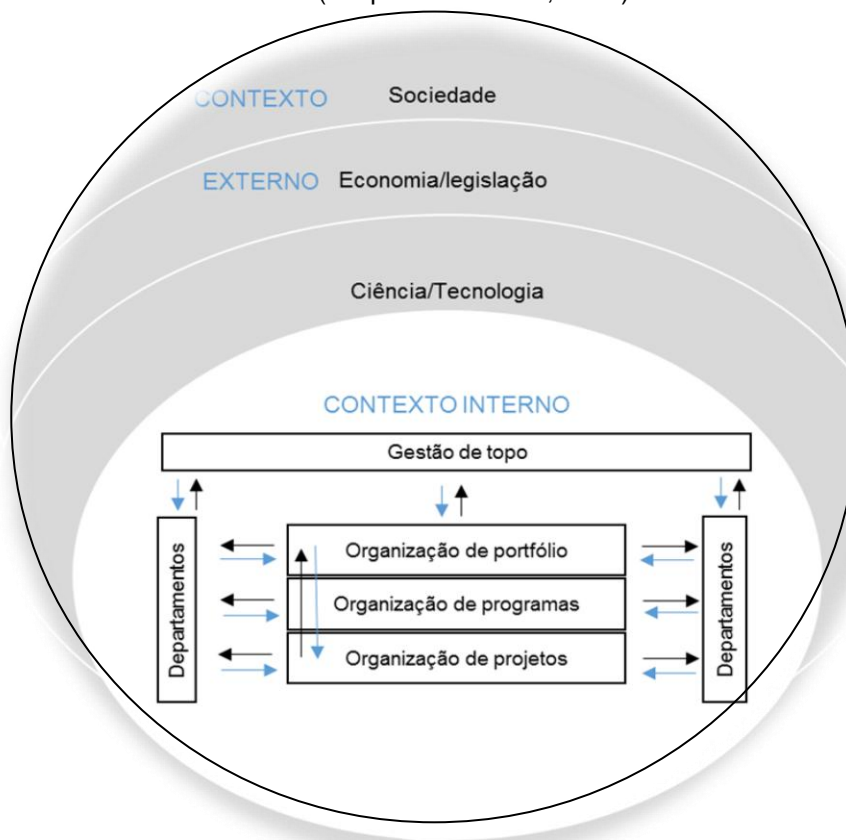 CONTEXTO Sociedade
EXTERNO Economia/legislação
Ciência/Tecnologia
CONTEXTO INTERNO
Gestão de topo
Departamentos
Organização de portfólio
Organização de programas
Organização de projetos
Departamentos